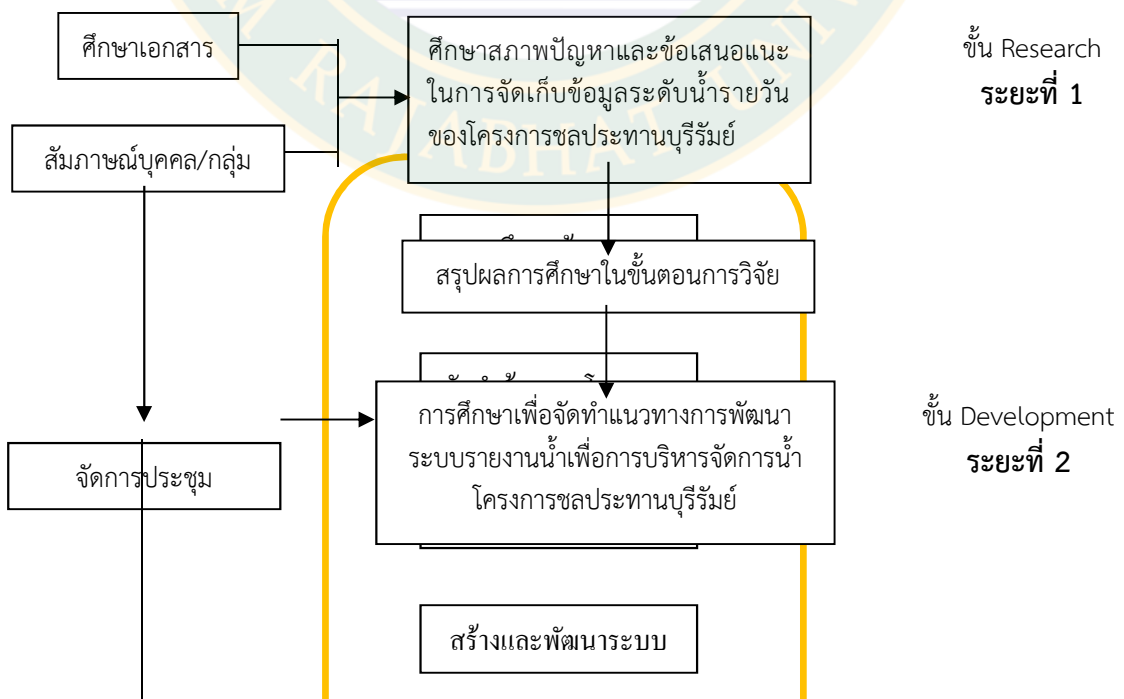 M RAJABHAT UNIV
ศึกษาเอกสาร
ศึกษาสภาพปัญหาและข้อเสนอแนะ
ในการจัดเก็บข้อมูลระดับน้ำรายวัน
ของโครงการชลประทานบุรีรัมย์
ขั้น Research
ระยะที่ 1
สัมภาษณ์บุคคล/กลุ่ม
สรุปผลการศึกษาในขั้นตอนการวิจัย
การศึกษาเพื่อจัดทำแนวทางการพัฒนา
ระบบรายงานน้ำเพื่อการบริหารจัดการน้ำ
โครงการชลประทานบุรีรัมย์
ขั้น Development
ระยะที่ 2
จัดการประชุม
สร้างและพัฒนาระบบ